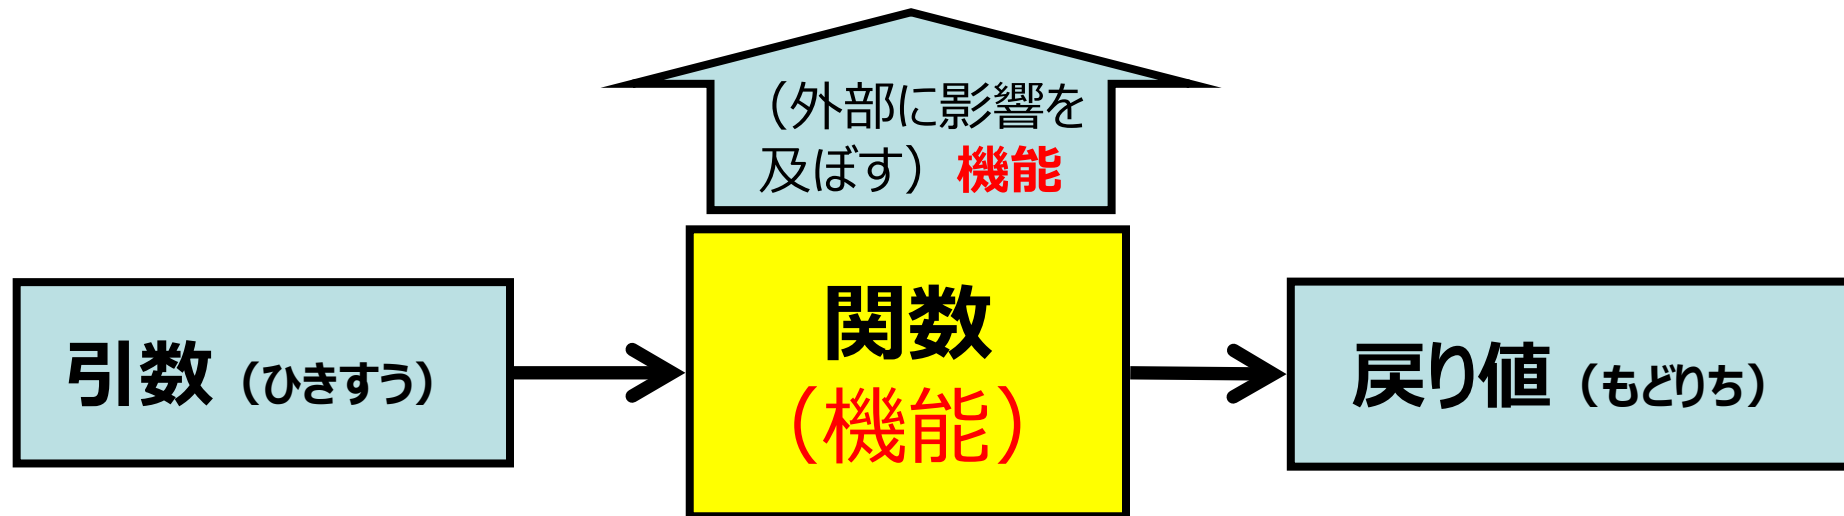 （外部に影響を
及ぼす）機能
関数
（機能）
引数（ひきすう）
戻り値（もどりち）